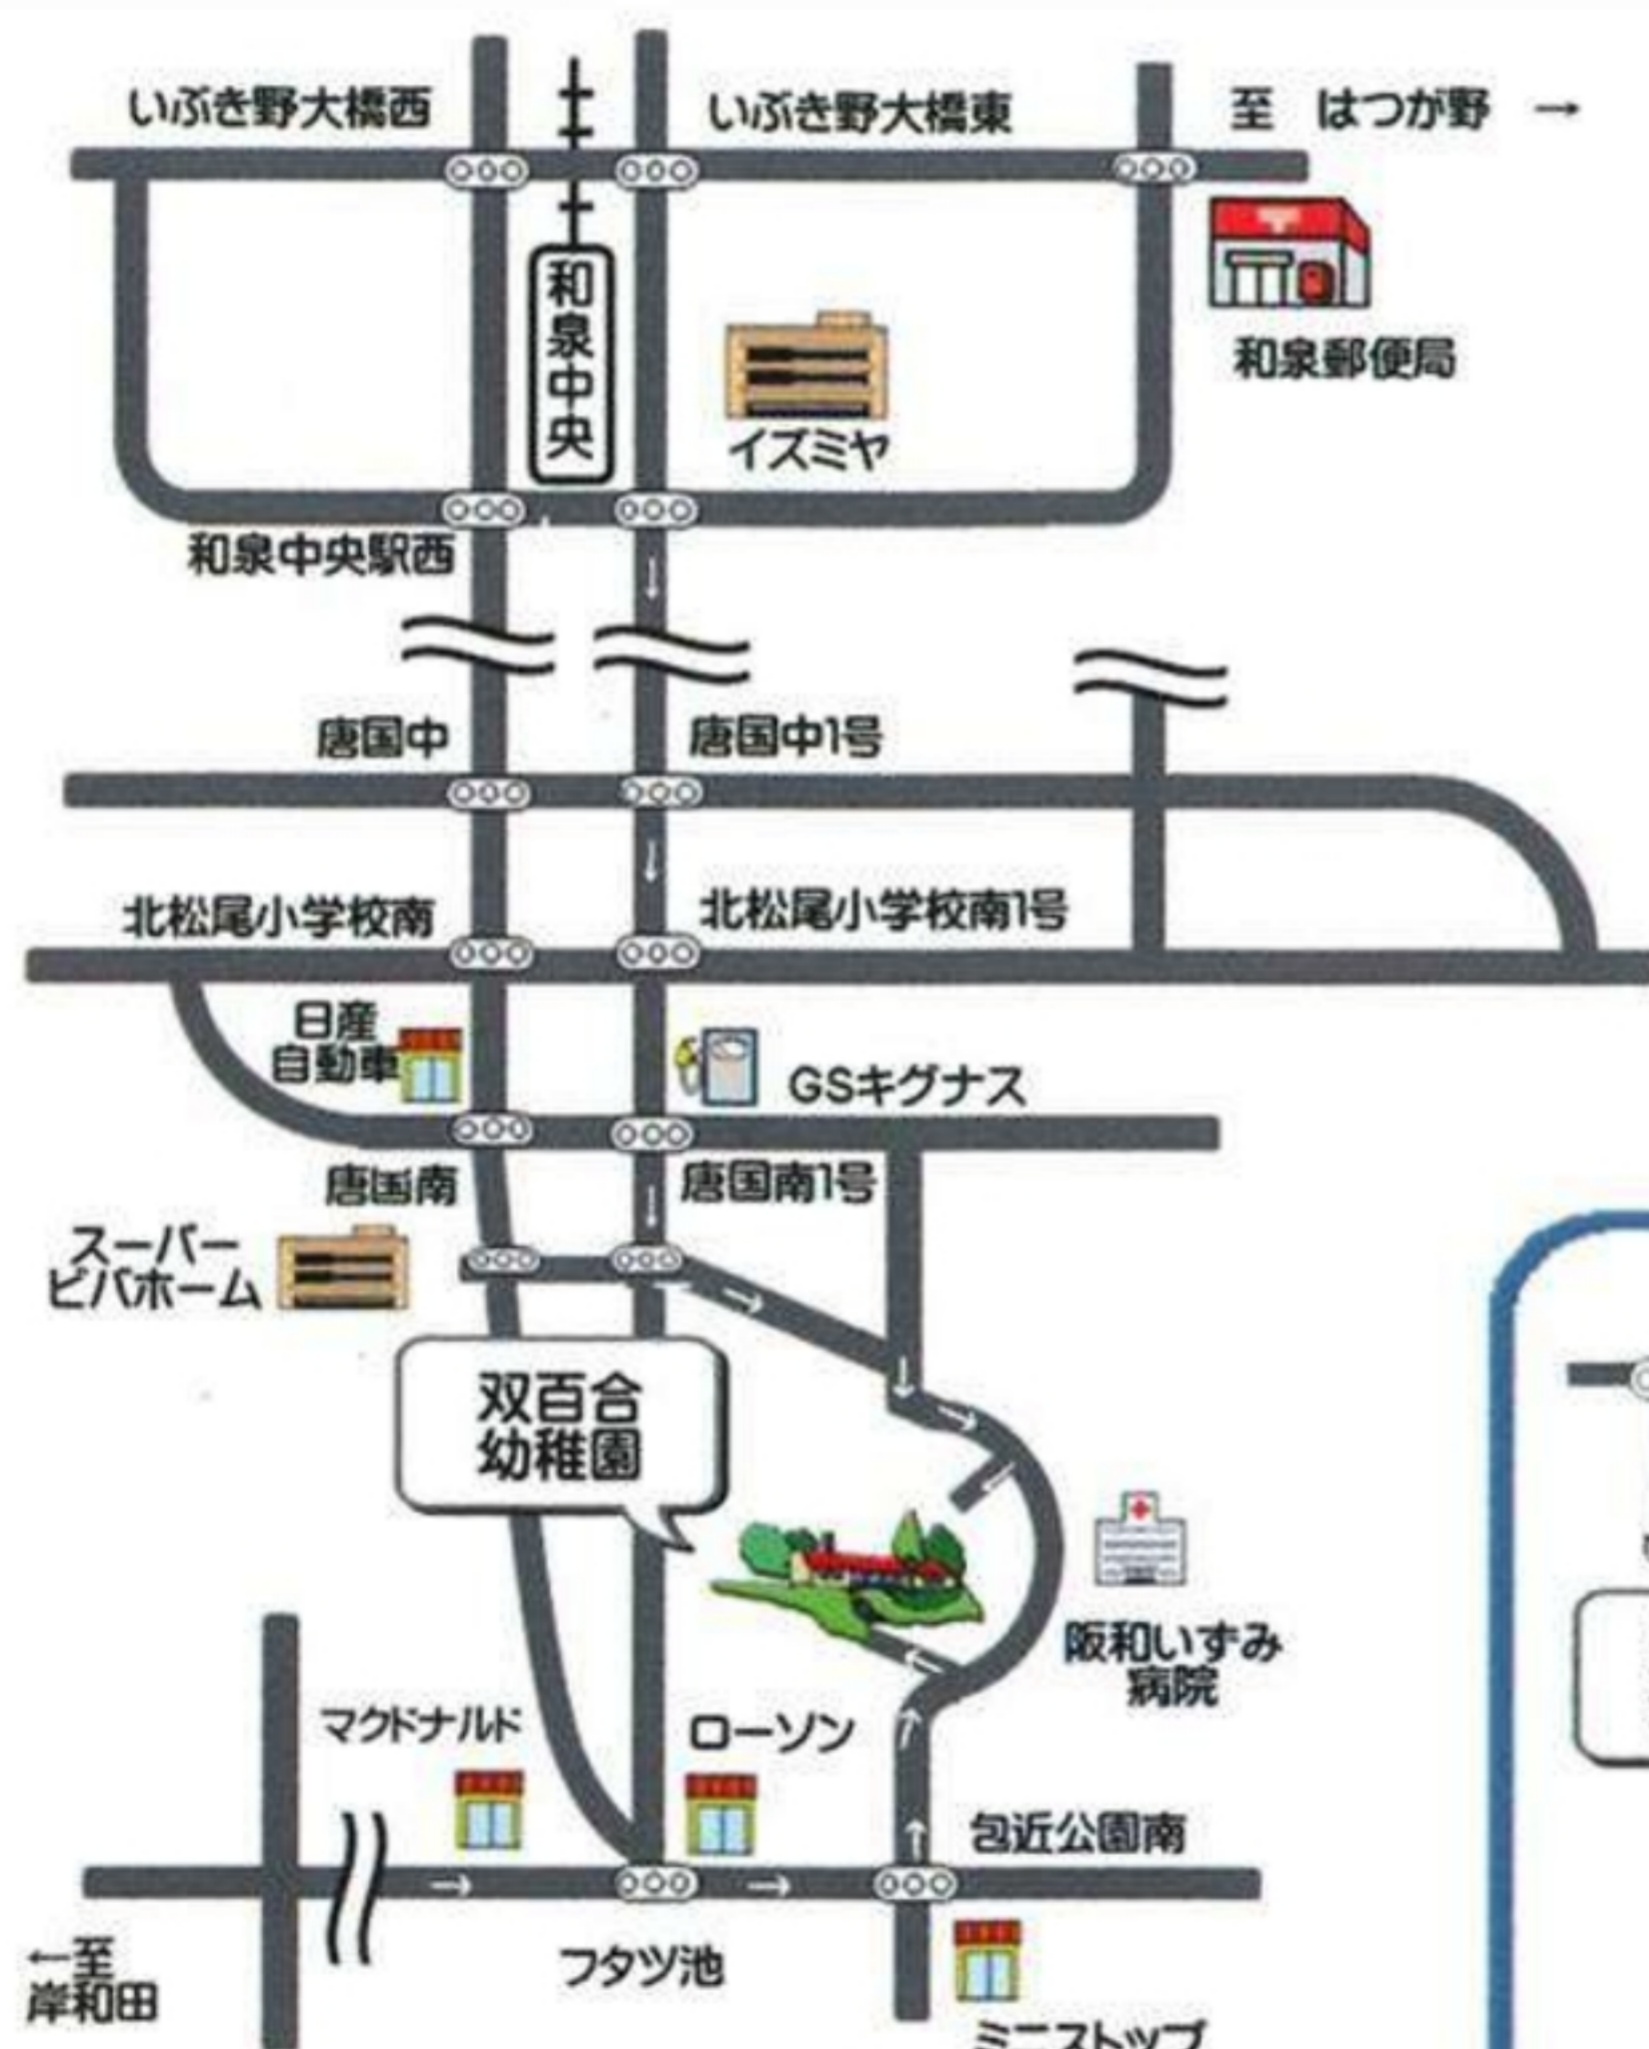 いぶき野大橋西
いぶき野大橋東
至 はつが野 →
和泉中央
和泉郵便局
イズミヤ
和泉中央駅西
唐国中
唐国中1号
北松尾小学校南
北松尾小学校南1号
日産
自動車
GSキグナス
唐国南
唐国南1号
スーパー
ビバホーム
双百合
幼稚園
阪和いずみ
病院
マクドナルド
ローソン
包近公園南
←至
岸和田
フタツ池
ミニストップ